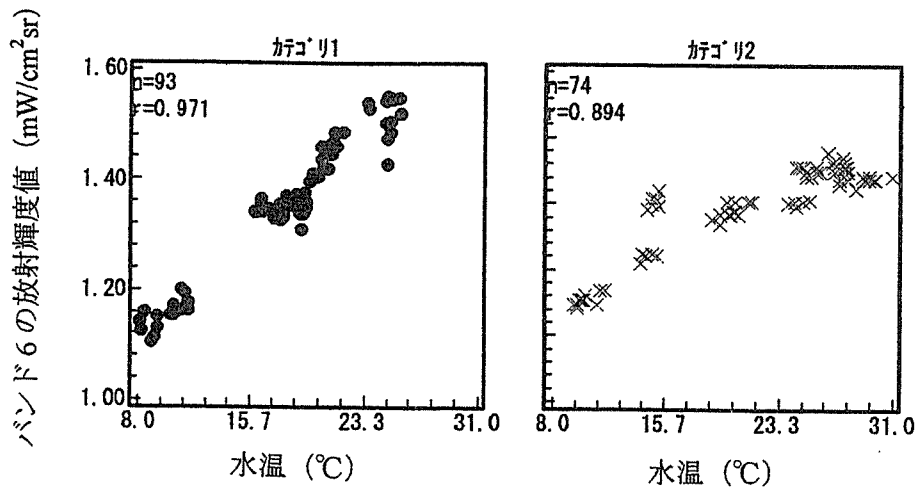 カテゴリ1
カテゴリ2
バンド6の放射輝度値 (mW/cm²sr)
1.60
1.40
1.20
1.00
n=93
r=0.971
n=74
r=0.894
8.0 15.7 23.3 31.0
8.0 15.7 23.3 31.0
水温 (℃)
水温 (℃)